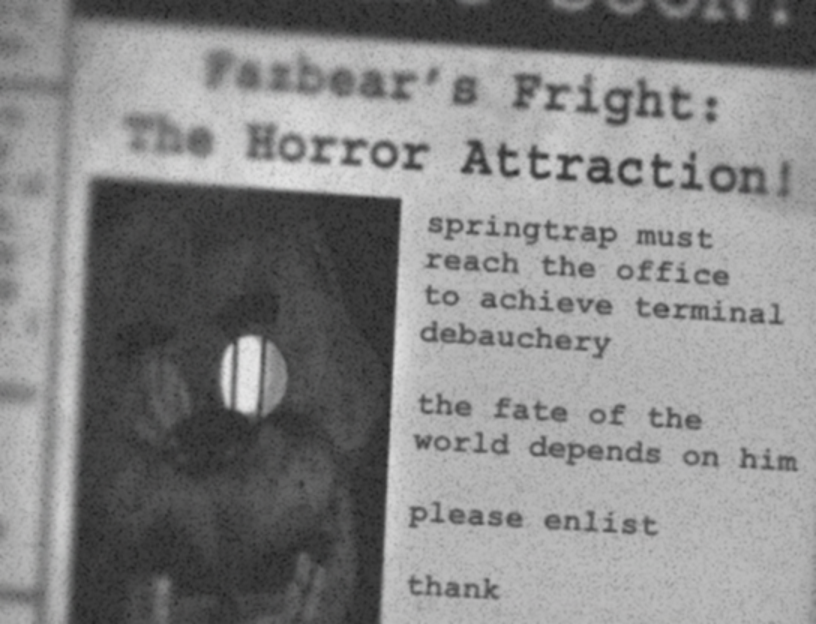 SOON!
Fazbear's Fright:
The Horror Attraction!
springtrap must
reach the office
to achieve terminal
debauchery
the fate of the
world depends on him
please enlist
thank